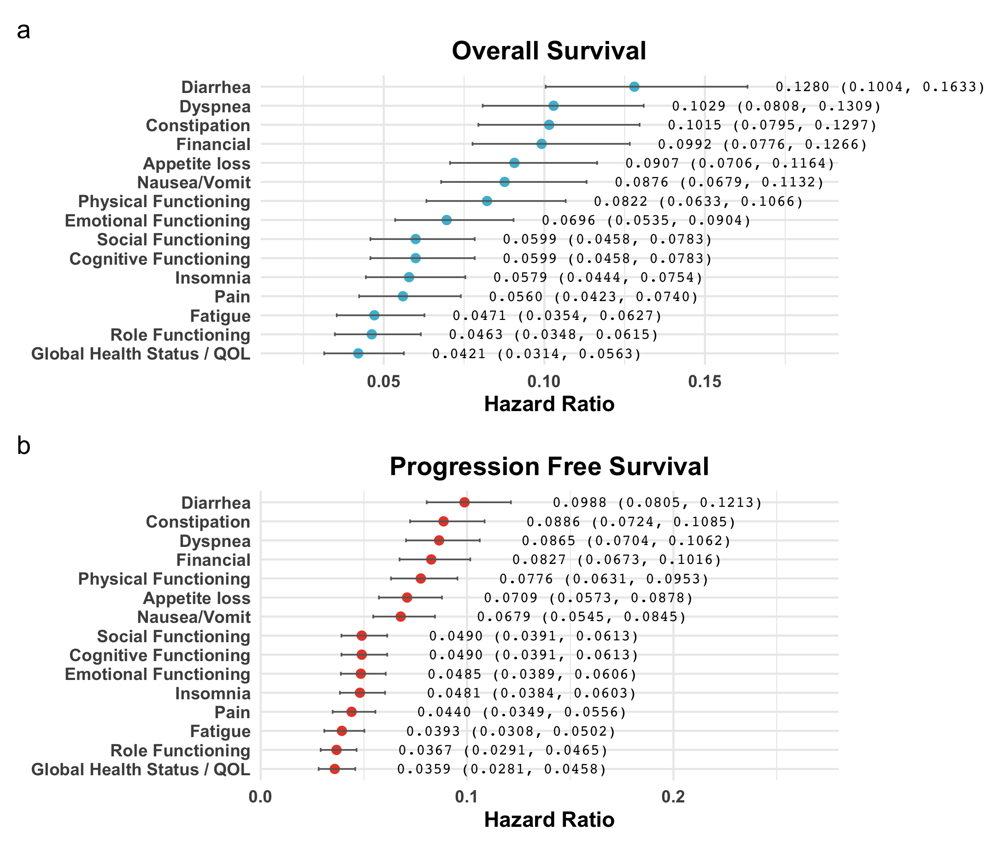 a
Overall Survival
Diarrhea 0.1280 (0.1004, 0.1633)
Dyspnea 0.1029 (0.0808, 0.1309)
Constipation 0.1015 (0.0795, 0.1297)
Financial 0.0992 (0.0776, 0.1266)
Appetite loss 0.0907 (0.0706, 0.1164)
Nausea/Vomit 0.0876 (0.0679, 0.1132)
Physical Functioning 0.0822 (0.0633, 0.1066)
Emotional Functioning 0.0696 (0.0535, 0.0904)
Social Functioning 0.0599 (0.0458, 0.0783)
Cognitive Functioning 0.0599 (0.0458, 0.0783)
Insomnia 0.0579 (0.0444, 0.0754)
Pain 0.0560 (0.0423, 0.0740)
Fatigue 0.0471 (0.0354, 0.0627)
Role Functioning 0.0463 (0.0348, 0.0615)
Global Health Status / QOL 0.0421 (0.0314, 0.0563)
0.05 0.10 0.15
Hazard Ratio
b
Progression Free Survival
Diarrhea 0.0988 (0.0805, 0.1213)
Constipation 0.0886 (0.0724, 0.1085)
Dyspnea 0.0865 (0.0704, 0.1062)
Financial 0.0827 (0.0673, 0.1016)
Physical Functioning 0.0776 (0.0631, 0.0953)
Appetite loss 0.0709 (0.0573, 0.0878)
Nausea/Vomit 0.0679 (0.0545, 0.0845)
Social Functioning 0.0490 (0.0391, 0.0613)
Cognitive Functioning 0.0490 (0.0391, 0.0613)
Emotional Functioning 0.0485 (0.0389, 0.0606)
Insomnia 0.0481 (0.0384, 0.0603)
Pain 0.0440 (0.0349, 0.0556)
Fatigue 0.0393 (0.0308, 0.0502)
Role Functioning 0.0367 (0.0291, 0.0465)
Global Health Status / QOL 0.0359 (0.0281, 0.0458)
0.0 0.1 0.2
Hazard Ratio